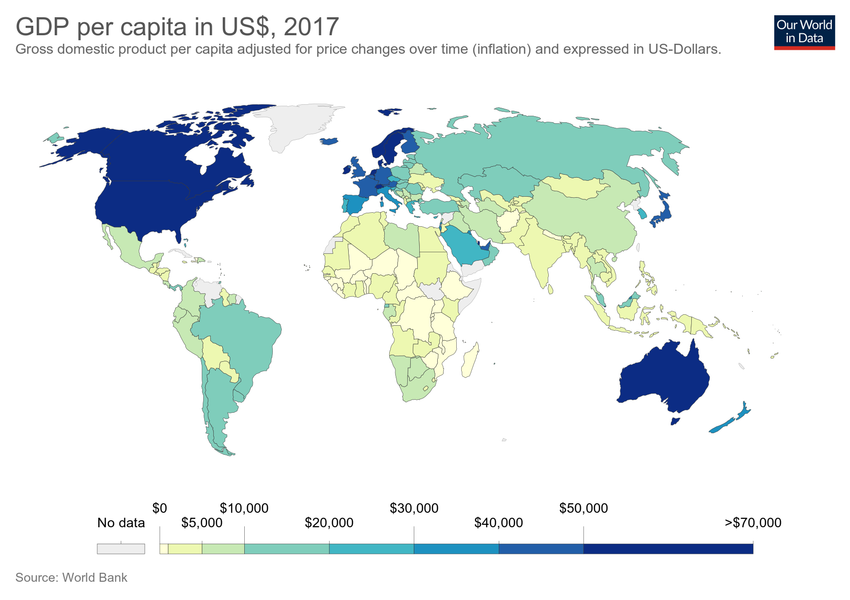 GDP per capita in US$, 2017
Gross domestic product per capita adjusted for price changes over time (inflation) and expressed in US-Dollars.
Our World
in Data
$0 $10,000 $30,000 $50,000
No data $5,000 $20,000 $40,000 >$70,000
Source: World Bank